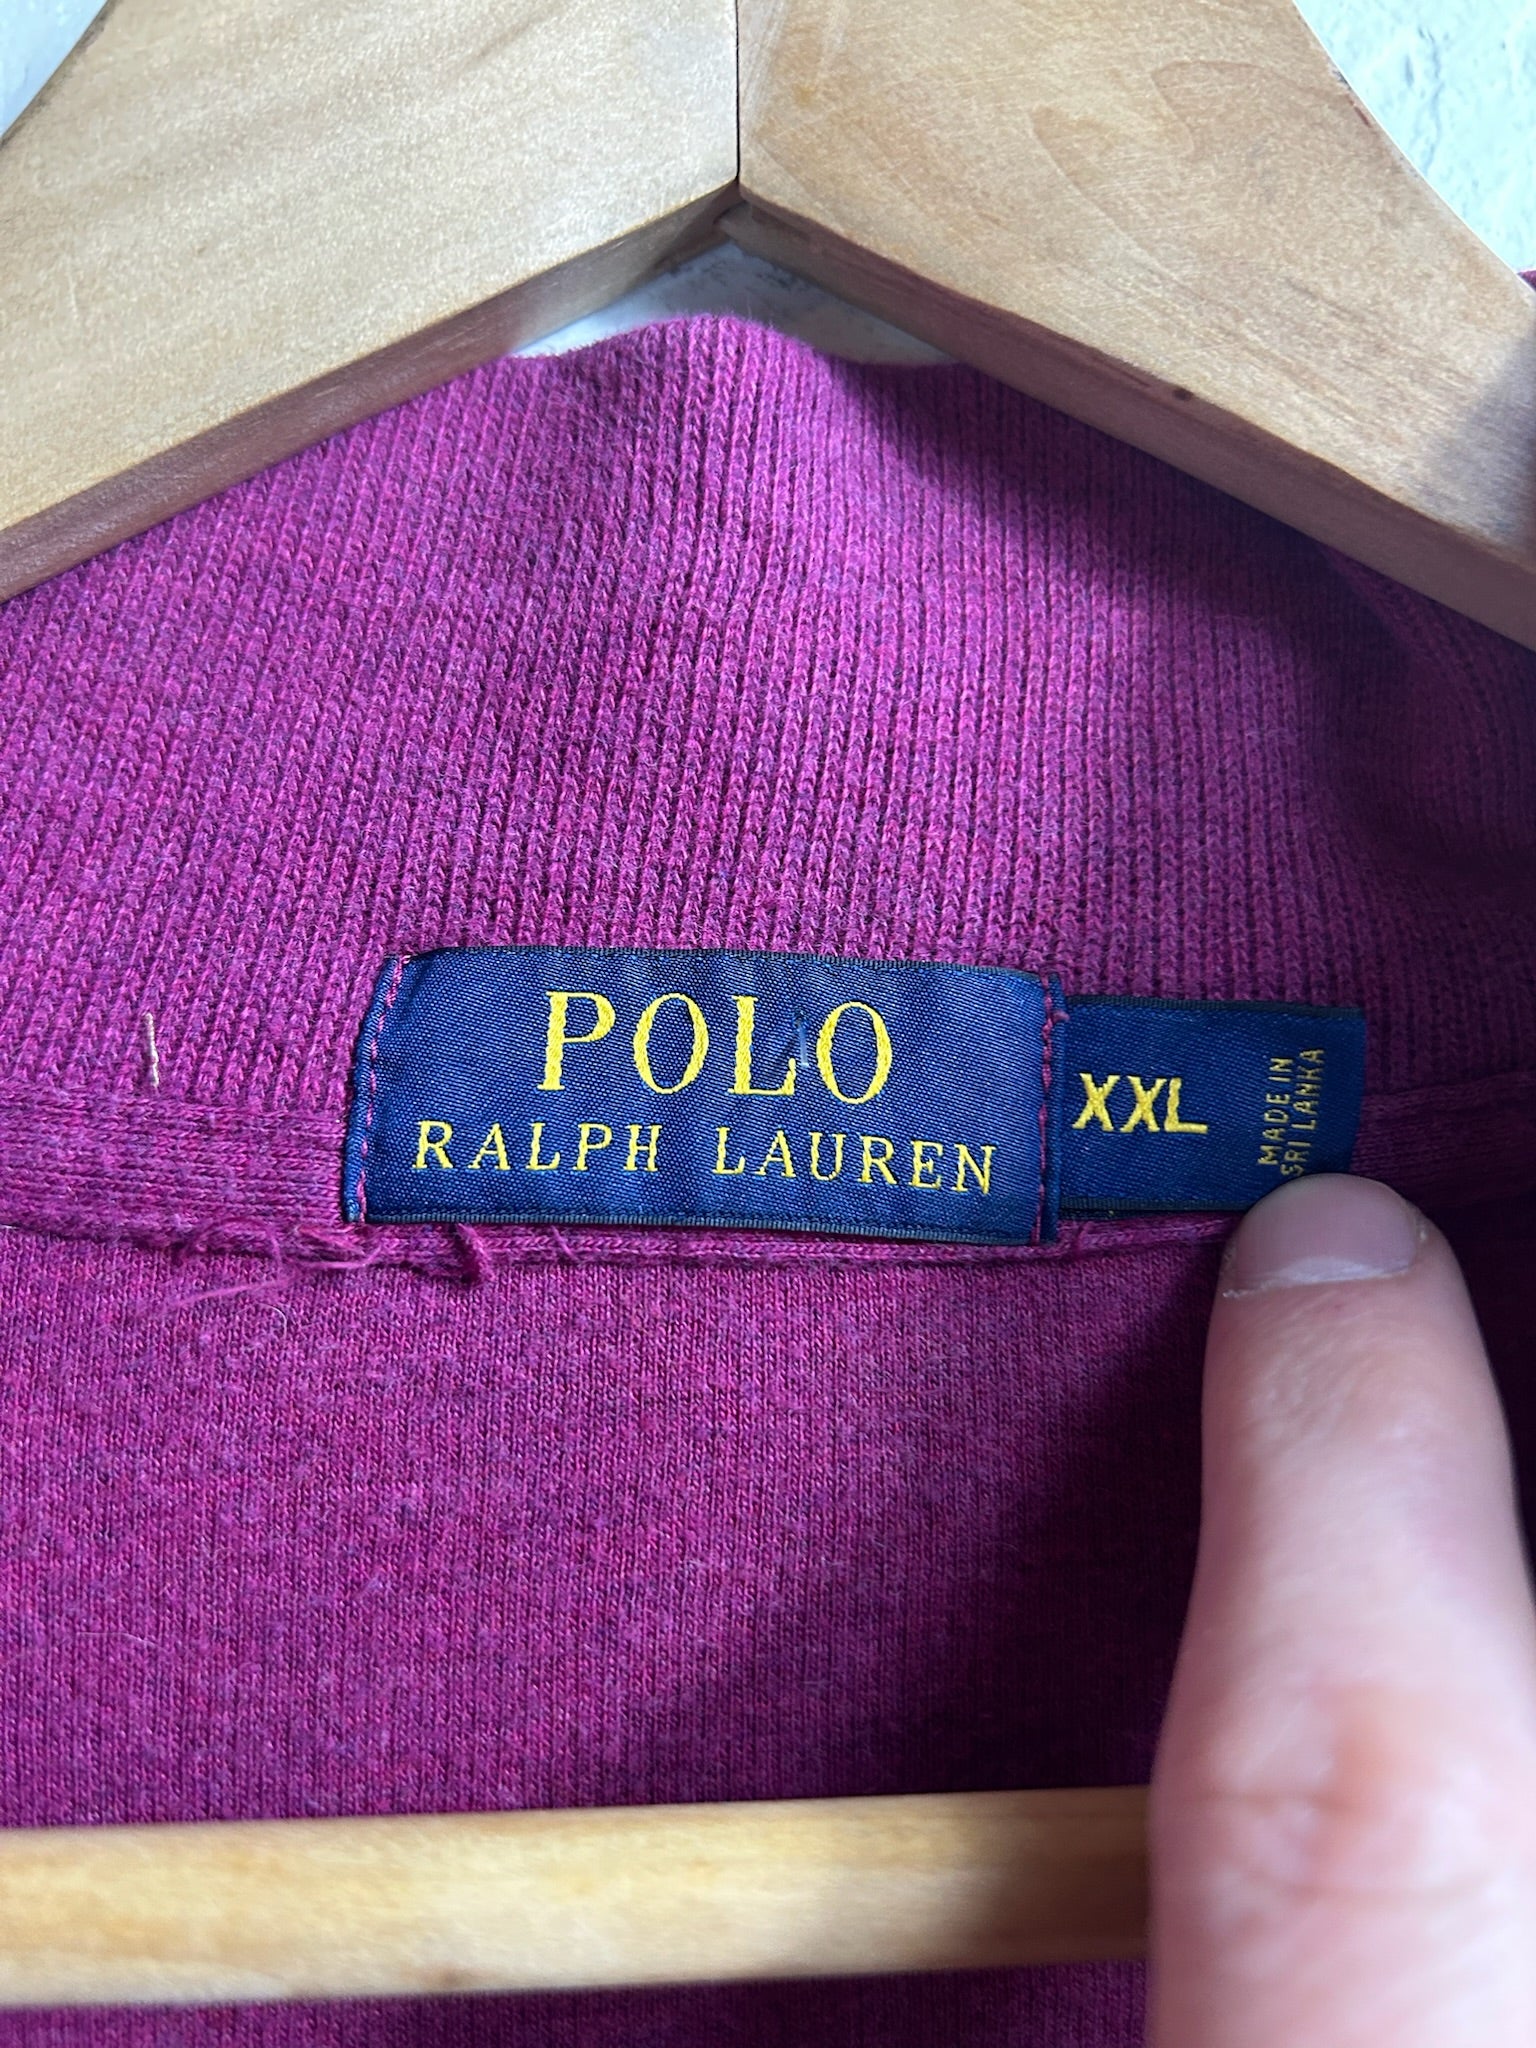 POLO
RALPH LAUREN
XXL
MADE IN
SRI LANKA